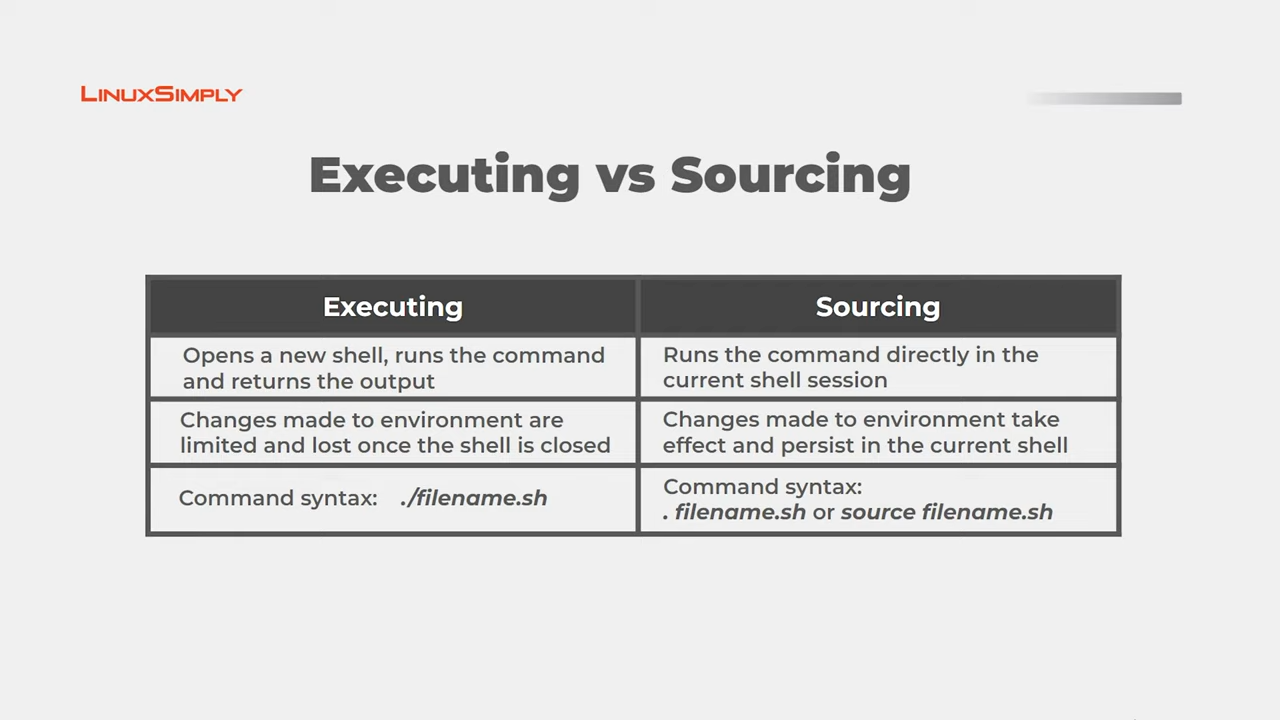 LinuxSimply
Executing vs Sourcing
Executing
Sourcing
Opens a new shell, runs the command
and returns the output
Runs the command directly in the
current shell session
Changes made to environment are
limited and lost once the shell is closed
Changes made to environment take
effect and persist in the current shell
Command syntax: ./filename.sh
Command syntax:
. filename.sh or source filename.sh